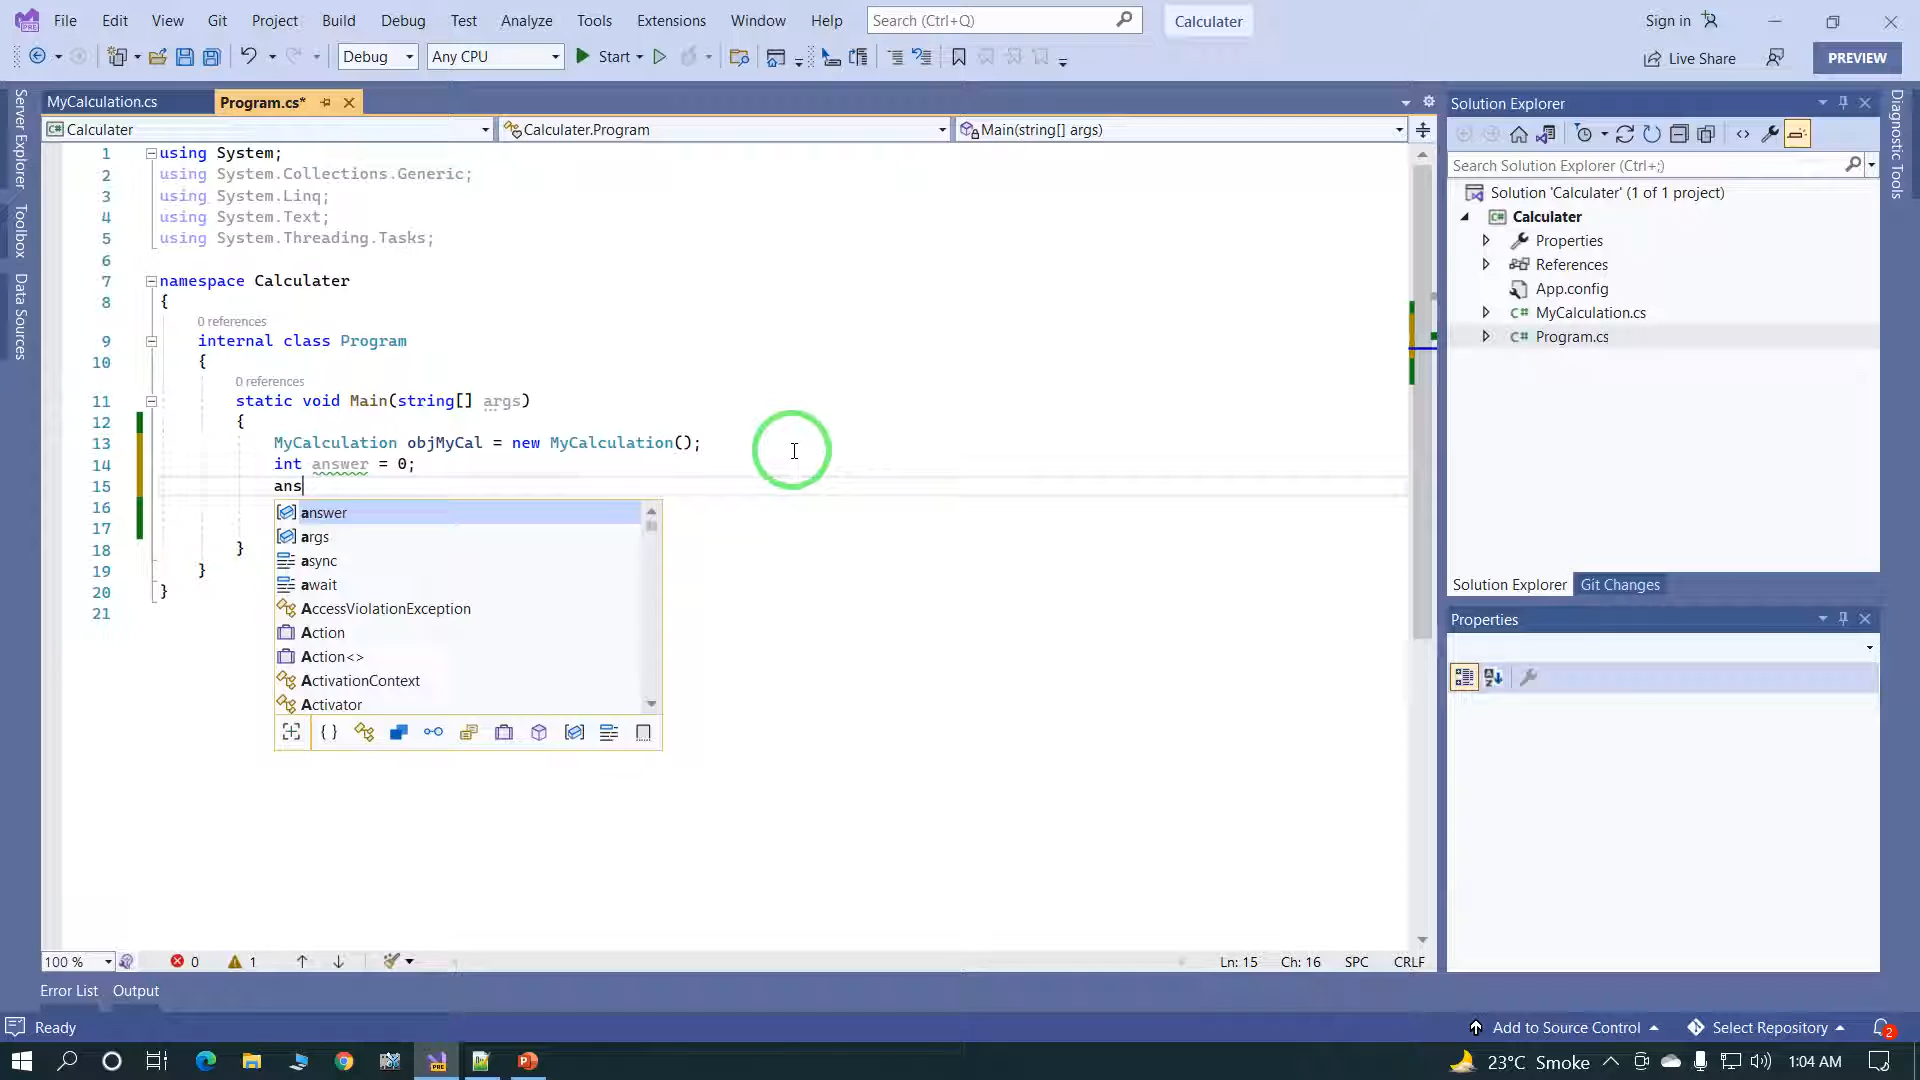 File Edit View Git Project Build Debug Test Analyze Tools Extensions Window Help Search (Ctrl+Q) Calculater Sign in
Debug Any CPU Start Live Share PREVIEW
MyCalculation.cs Program.cs*
Calculater Calculater.Program Main(string[] args)
Server Explorer
Toolbox
Data Sources
1 using System;
2 using System.Collections.Generic;
3 using System.Linq;
4 using System.Text;
5 using System.Threading.Tasks;
6
7 namespace Calculater
8 {
0 references
9 internal class Program
10 {
0 references
11 static void Main(string[] args)
12 {
13 MyCalculation objMyCal = new MyCalculation();
14 int answer = 0;
15 ans
16
17
18 }
19 }
20 }
21
answer
args
async
await
AccessViolationException
Action
Action<>
ActivationContext
Activator
100 % 0 1 Ln: 15 Ch: 16 SPC CRLF
Error List Output
Solution Explorer
Search Solution Explorer (Ctrl+;)
Solution 'Calculater' (1 of 1 project)
Calculater
Properties
References
App.config
MyCalculation.cs
Program.cs
Solution Explorer Git Changes
Properties
Diagnostic Tools
Ready Add to Source Control Select Repository 2
23°C Smoke 1:04 AM